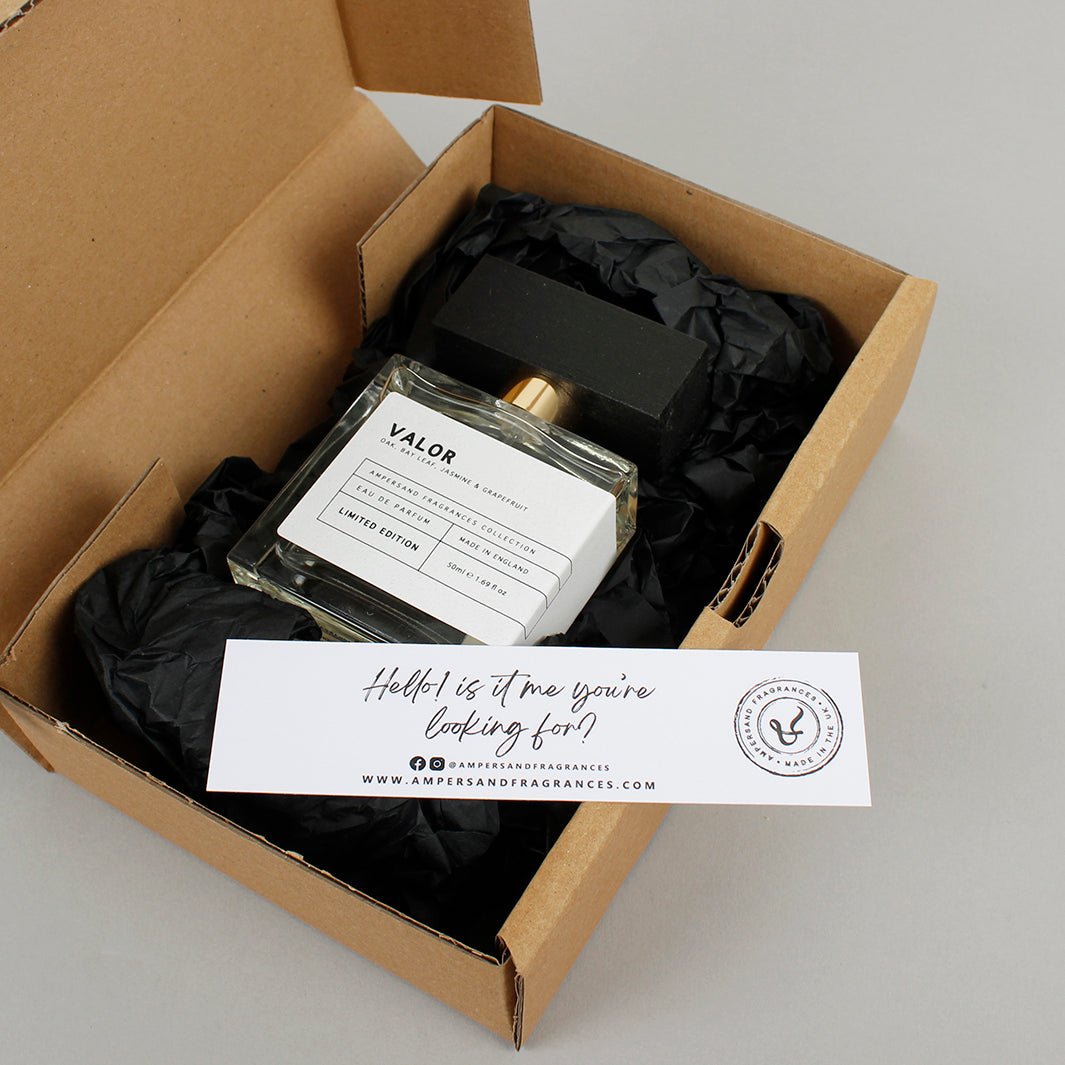 VALOR
OAK, BAY LEAF, JASMINE & GRAPEFRUIT
AMPERSAND FRAGRANCES COLLECTION
EAU DE PARFUM
MADE IN ENGLAND
LIMITED EDITION
50ml e 1.69 fl oz
Hello! is it me you're
looking for?
@AMPERSANDFRAGRANCES
WWW.AMPERSANDFRAGRANCES.COM
AMPERSAND FRAGRANCES • UK •
MADE IN THE